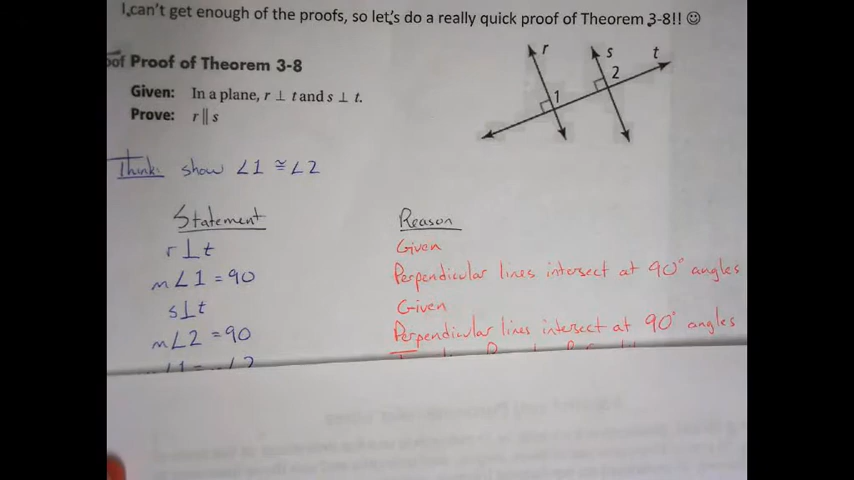 I can't get enough of the proofs, so let's do a really quick proof of Theorem 3-8!! ☺
Proof of Theorem 3-8
Given: In a plane, r ⊥ t and s ⊥ t.
Prove: r ∥ s
r s t
1 2
Think: show ∠1 ≅ ∠2
Statement Reason
r ⊥ t Given
m∠1 = 90 Perpendicular lines intersect at 90° angles
s ⊥ t Given
m∠2 = 90 Perpendicular lines intersect at 90° angles